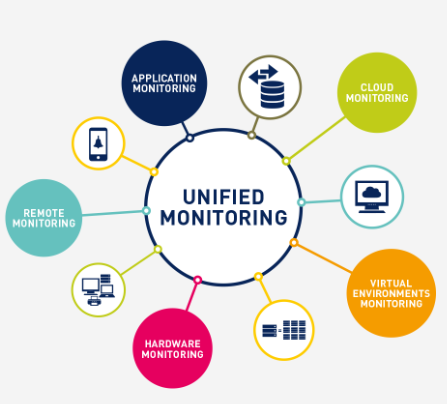 APPLICATION
MONITORING
CLOUD
MONITORING
UNIFIED
MONITORING
REMOTE
MONITORING
VIRTUAL
ENVIRONMENTS
MONITORING
HARDWARE
MONITORING